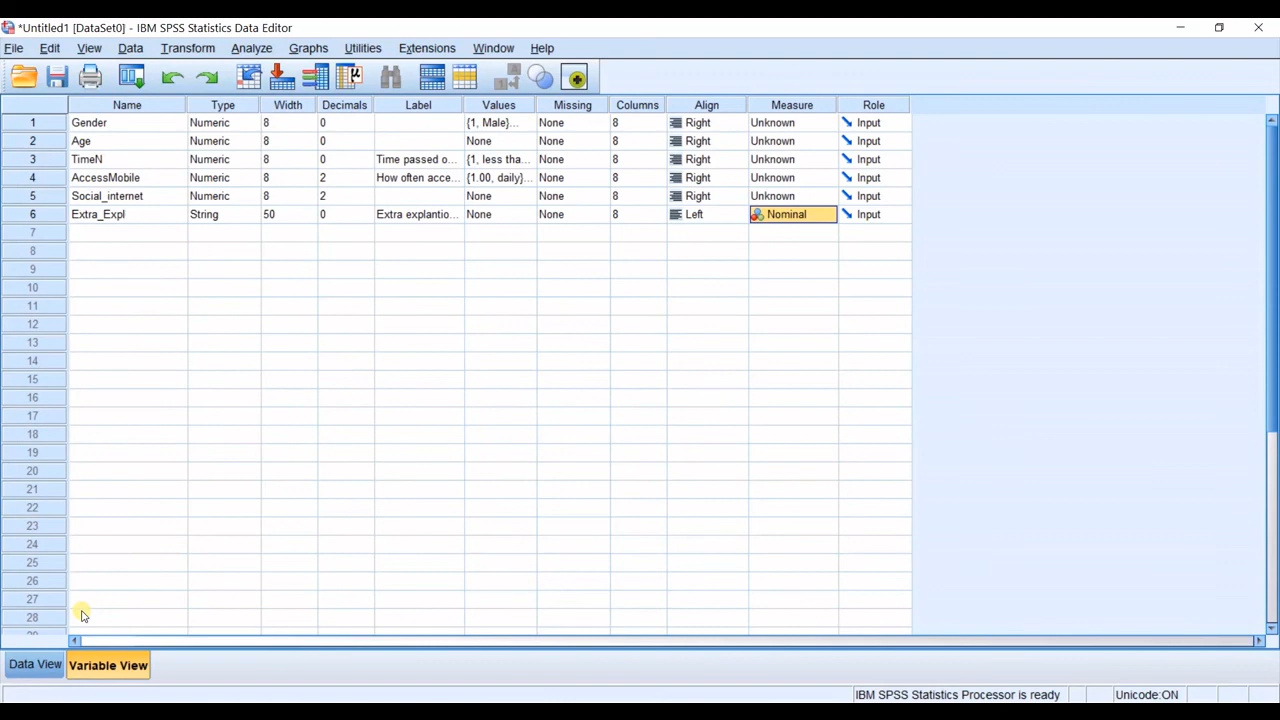 *Untitled1 [DataSet0] - IBM SPSS Statistics Data Editor
File Edit View Data Transform Analyze Graphs Utilities Extensions Window Help
Name Type Width Decimals Label Values Missing Columns Align Measure Role
1 Gender Numeric 8 0 {1, Male}... None 8 Right Unknown Input
2 Age Numeric 8 0 None None 8 Right Unknown Input
3 TimeN Numeric 8 0 Time passed o... {1, less tha... None 8 Right Unknown Input
4 AccessMobile Numeric 8 2 How often acce... {1.00, daily}... None 8 Right Unknown Input
5 Social_internet Numeric 8 2 None None 8 Right Unknown Input
6 Extra_Expl String 50 0 Extra explantio... None None 8 Left Nominal Input
7
8
9
10
11
12
13
14
15
16
17
18
19
20
21
22
23
24
25
26
27
28
29
Data View Variable View
IBM SPSS Statistics Processor is ready Unicode:ON